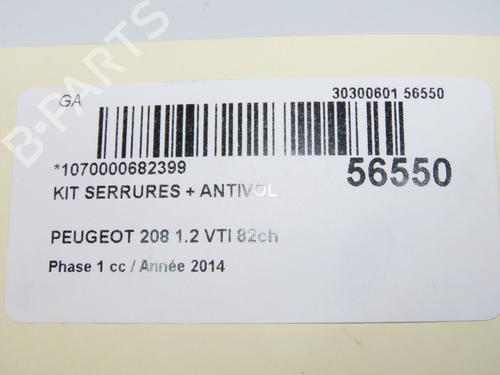 GA
30300601 56550
*1070000682399
56550
KIT SERRURES + ANTIVOL
PEUGEOT 208 1.2 VTI 82ch
Phase 1 cc / Année 2014
B-PARTS